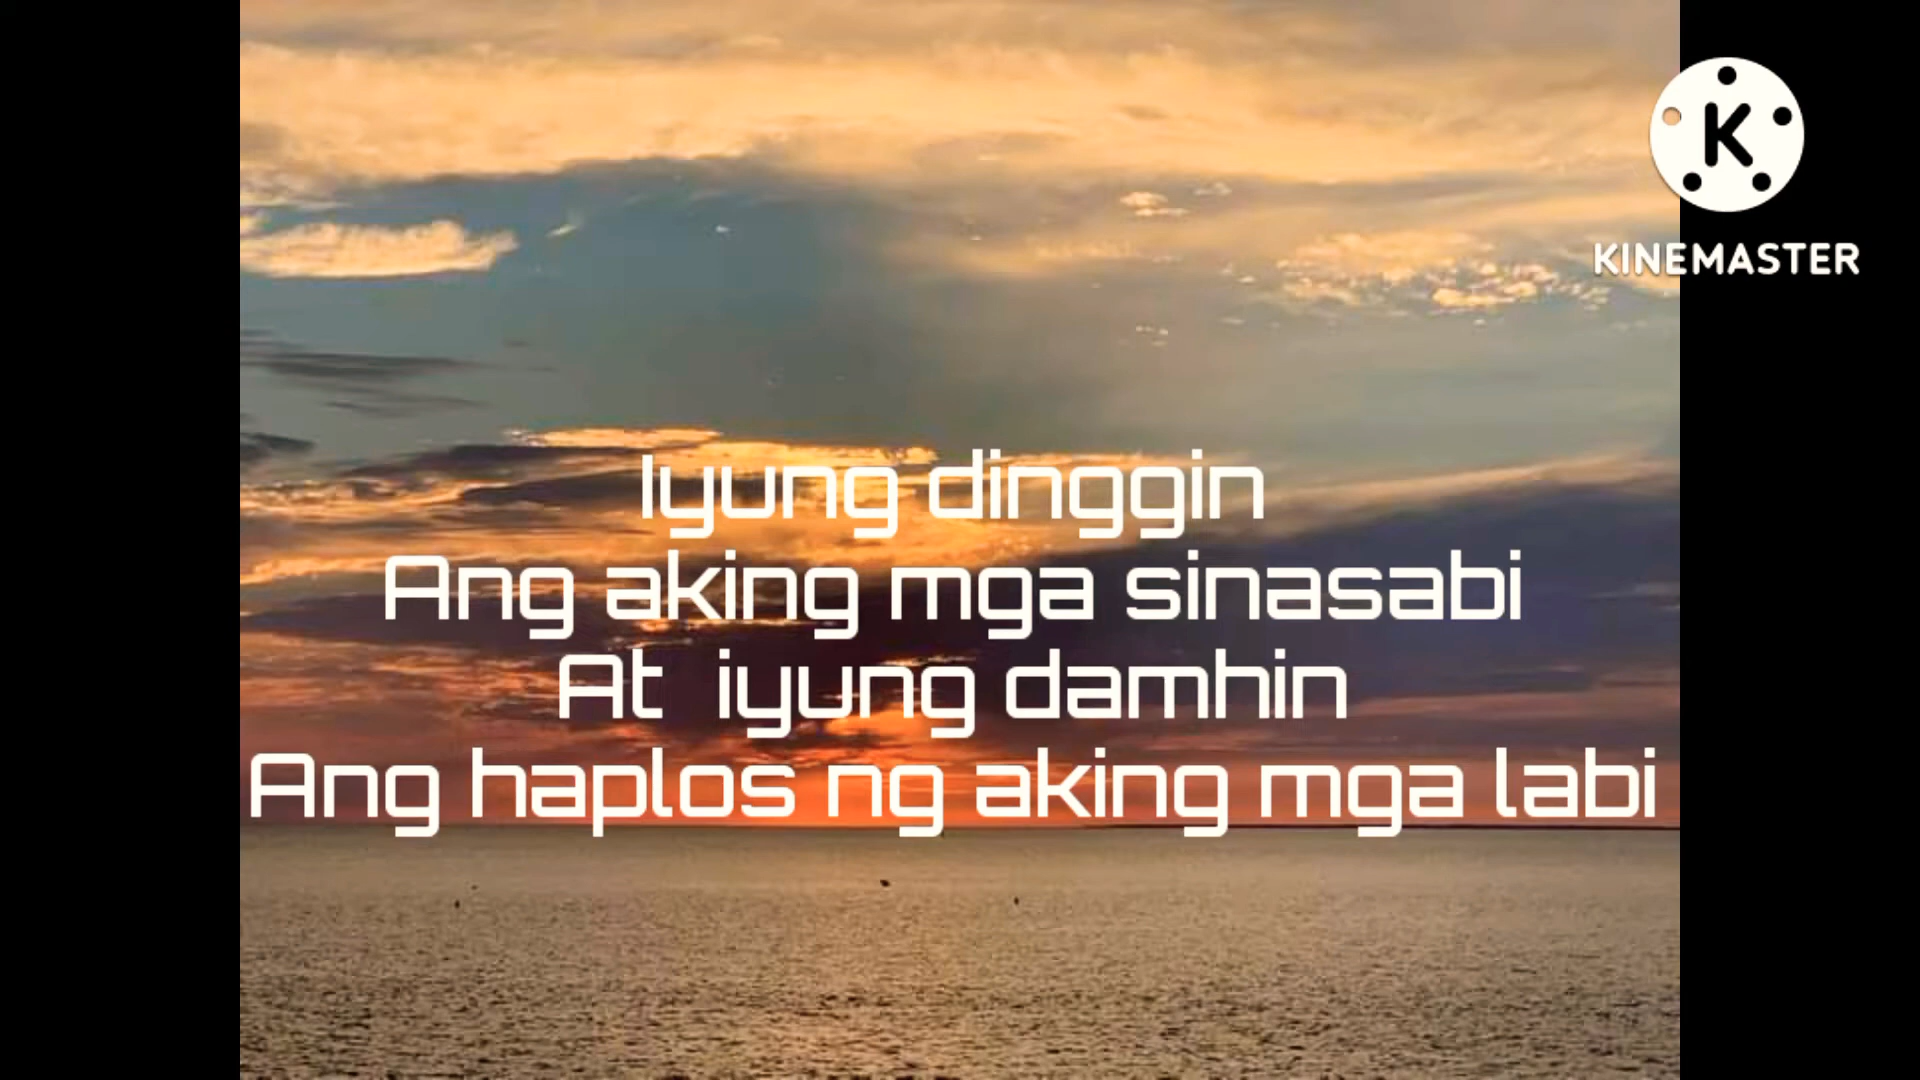 K
KINEMASTER
Iyung dinggin
Ang aking mga sinasabi
At iyung damhin
Ang haplos ng aking mga labi